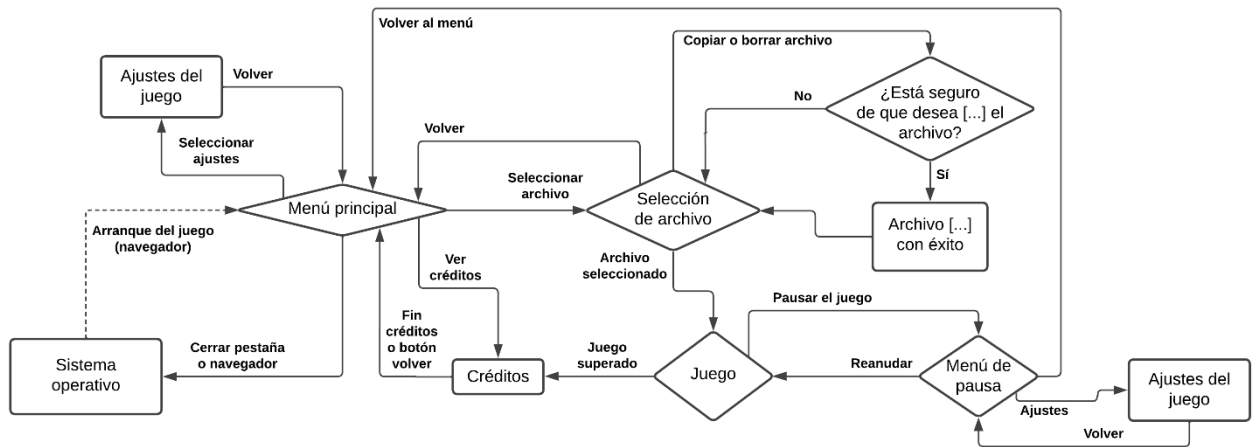 Volver al menú
Copiar o borrar archivo
Ajustes del
juego
Volver
¿Está seguro
de que desea [...] el
archivo?
No
Volver
Seleccionar
ajustes
Sí
Seleccionar
archivo
Menú principal
Selección
de archivo
Archivo [...]
con éxito
Arranque del juego
(navegador)
Ver
créditos
Archivo
seleccionado
Pausar el juego
Fin
créditos
o botón
volver
Cerrar pestaña
o navegador
Sistema
operativo
Créditos
Juego
superado
Juego
Reanudar
Menú de
pausa
Ajustes del
juego
Ajustes
Volver